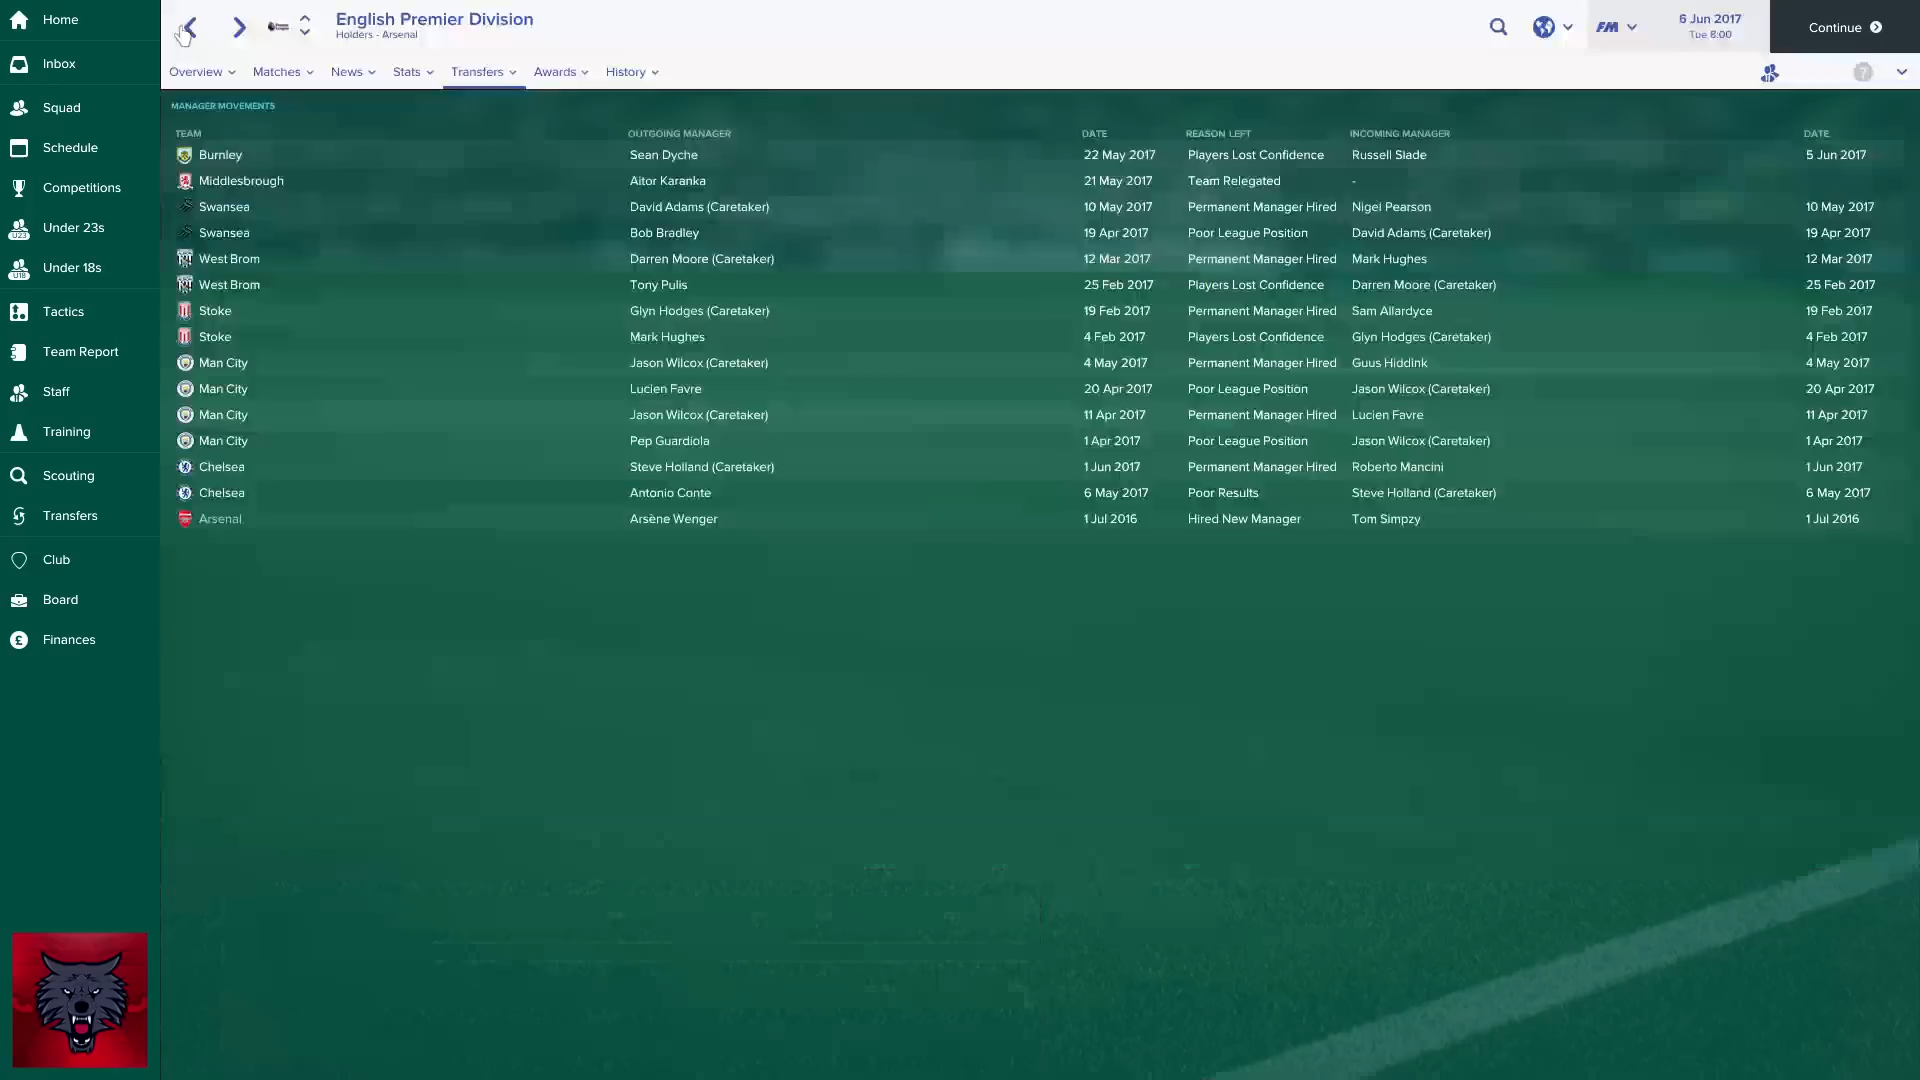 Home
Inbox
Squad
Schedule
Competitions
Under 23s
Under 18s
Tactics
Team Report
Staff
Training
Scouting
Transfers
Club
Board
Finances
English Premier Division
Holders - Arsenal
FM
6 Jun 2017
Tue 8:00
Continue
Overview Matches News Stats Transfers Awards History
MANAGER MOVEMENTS
TEAM OUTGOING MANAGER DATE REASON LEFT INCOMING MANAGER DATE
Burnley Sean Dyche 22 May 2017 Players Lost Confidence Russell Slade 5 Jun 2017
Middlesbrough Aitor Karanka 21 May 2017 Team Relegated -
Swansea David Adams (Caretaker) 10 May 2017 Permanent Manager Hired Nigel Pearson 10 May 2017
Swansea Bob Bradley 19 Apr 2017 Poor League Position David Adams (Caretaker) 19 Apr 2017
West Brom Darren Moore (Caretaker) 12 Mar 2017 Permanent Manager Hired Mark Hughes 12 Mar 2017
West Brom Tony Pulis 25 Feb 2017 Players Lost Confidence Darren Moore (Caretaker) 25 Feb 2017
Stoke Glyn Hodges (Caretaker) 19 Feb 2017 Permanent Manager Hired Sam Allardyce 19 Feb 2017
Stoke Mark Hughes 4 Feb 2017 Players Lost Confidence Glyn Hodges (Caretaker) 4 Feb 2017
Man City Jason Wilcox (Caretaker) 4 May 2017 Permanent Manager Hired Guus Hiddink 4 May 2017
Man City Lucien Favre 20 Apr 2017 Poor League Position Jason Wilcox (Caretaker) 20 Apr 2017
Man City Jason Wilcox (Caretaker) 11 Apr 2017 Permanent Manager Hired Lucien Favre 11 Apr 2017
Man City Pep Guardiola 1 Apr 2017 Poor League Position Jason Wilcox (Caretaker) 1 Apr 2017
Chelsea Steve Holland (Caretaker) 1 Jun 2017 Permanent Manager Hired Roberto Mancini 1 Jun 2017
Chelsea Antonio Conte 6 May 2017 Poor Results Steve Holland (Caretaker) 6 May 2017
Arsenal Arsène Wenger 1 Jul 2016 Hired New Manager Tom Simpzy 1 Jul 2016